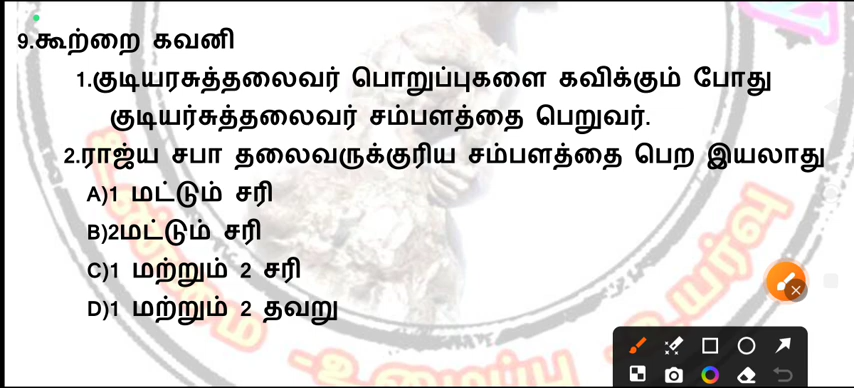 9.கூற்றை கவனி
1.குடியரசுத்தலைவர் பொறுப்புகளை கவிக்கும் போது
குடியர்சுத்தலைவர் சம்பளத்தை பெறுவர்.
2.ராஜ்ய சபா தலைவருக்குரிய சம்பளத்தை பெற இயலாது
A)1 மட்டும் சரி
B)2மட்டும் சரி
C)1 மற்றும் 2 சரி
D)1 மற்றும் 2 தவறு